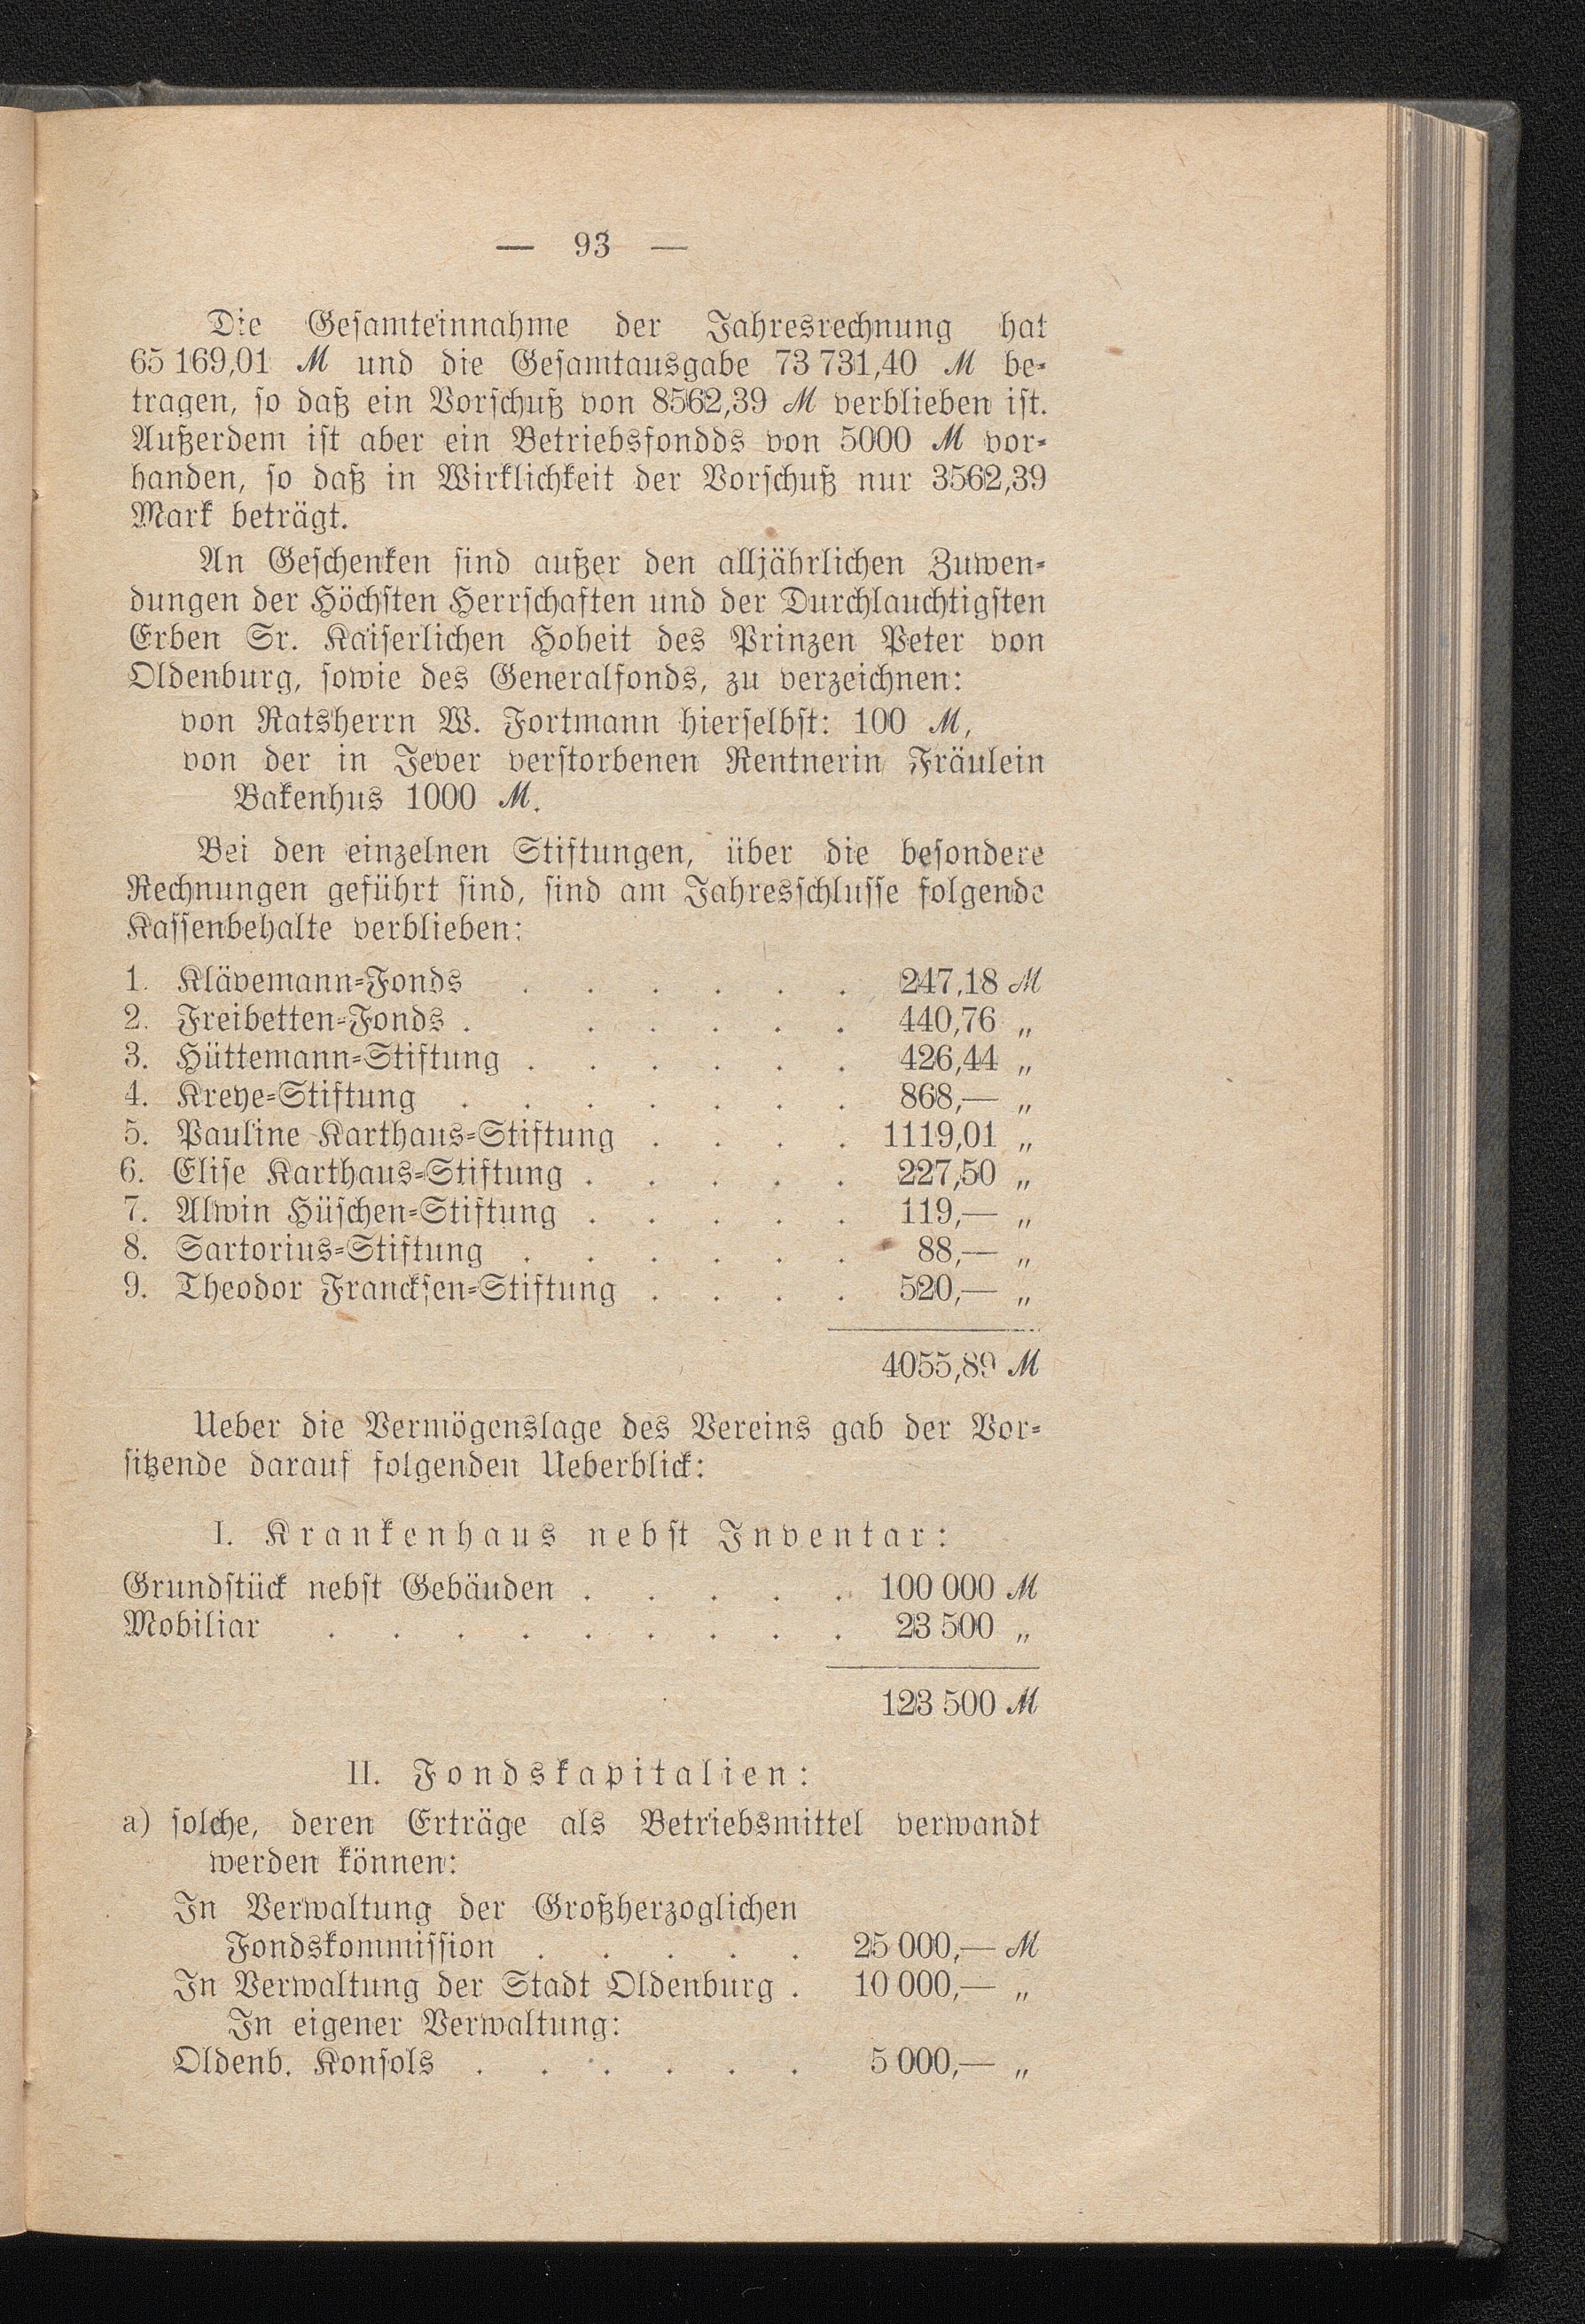 — 93 —
Die Gesamteinnahme der Jahresrechnung hat
65 169,01 ℳ und die Gesamtausgabe 73 731,40 ℳ be-
tragen, so daß ein Vorschuß von 8562,39 ℳ verblieben ist.
Außerdem ist aber ein Betriebsfondds von 5000 ℳ vor-
handen, so daß in Wirklichkeit der Vorschuß nur 3562,39
Mark beträgt.
An Geschenken sind außer den alljährlichen Zuwen-
dungen der Höchsten Herrschaften und der Durchlauchtigsten
Erben Sr. Kaiserlichen Hoheit des Prinzen Peter von
Oldenburg, sowie des Generalfonds, zu verzeichnen:
von Ratsherrn W. Fortmann hierselbst: 100 ℳ,
von der in Jever verstorbenen Rentnerin Fräulein
Bakenhus 1000 ℳ.
Bei den einzelnen Stiftungen, über die besondere
Rechnungen geführt sind, sind am Jahresschlusse folgende
Kassenbehalte verblieben:
1. Klävemann-Fonds . . . . . . 247,18 ℳ
2. Freibetten-Fonds . . . . . . 440,76 „
3. Hüttemann-Stiftung . . . . . . 426,44 „
4. Kreye-Stiftung . . . . . . . 868,— „
5. Pauline Karthaus-Stiftung . . . . 1119,01 „
6. Elise Karthaus-Stiftung . . . . . 227,50 „
7. Alwin Hüschen-Stiftung . . . . . 119,— „
8. Sartorius-Stiftung . . . . . . 88,— „
9. Theodor Francksen-Stiftung . . . . 520,— „
4055,89 ℳ
Ueber die Vermögenslage des Vereins gab der Vor-
sitzende darauf folgenden Ueberblick:
I. Krankenhaus nebst Inventar:
Grundstück nebst Gebäuden . . . . . 100 000 ℳ
Mobiliar . . . . . . . . . 23 500 „
123 500 ℳ
II. Fondskapitalien:
a) solche, deren Erträge als Betriebsmittel verwandt
werden können:
In Verwaltung der Großherzoglichen
Fondskommission . . . . . 25 000,— ℳ
In Verwaltung der Stadt Oldenburg . 10 000,— „
In eigener Verwaltung:
Oldenb. Konsols . . . . . . 5 000,— „